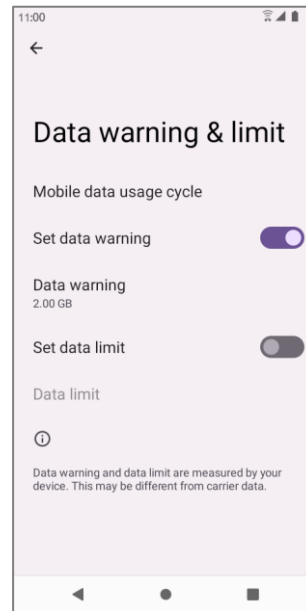 11:00
Data warning & limit
Mobile data usage cycle
Set data warning
Data warning
2.00 GB
Set data limit
Data limit
Data warning and data limit are measured by your
device. This may be different from carrier data.